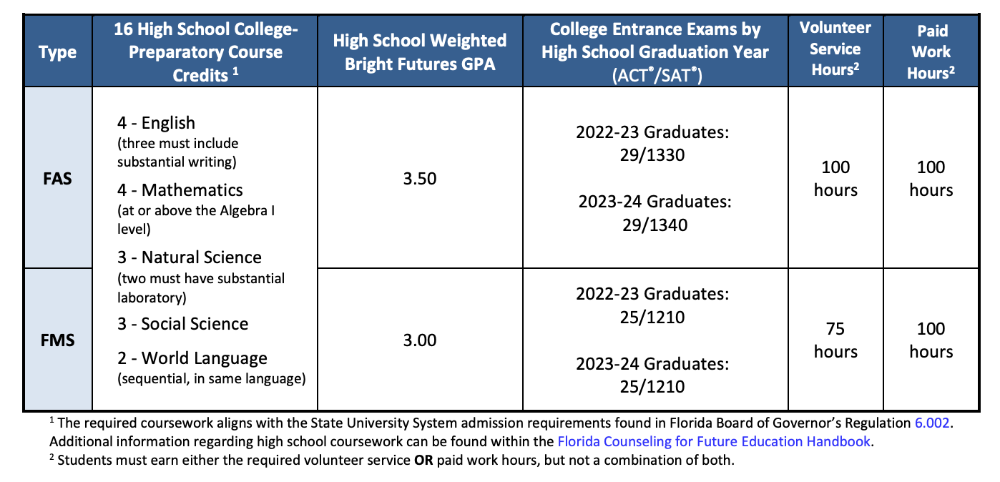 Type
16 High School College-
Preparatory Course
Credits 1
High School Weighted
Bright Futures GPA
College Entrance Exams by
High School Graduation Year
(ACT®/SAT®)
Volunteer
Service
Hours2
Paid
Work
Hours2
FAS
4 - English
(three must include
substantial writing)
4 - Mathematics
(at or above the Algebra I
level)
3 - Natural Science
(two must have substantial
laboratory)
3 - Social Science
2 - World Language
(sequential, in same language)
3.50
2022-23 Graduates:
29/1330
2023-24 Graduates:
29/1340
100
hours
100
hours
FMS
3.00
2022-23 Graduates:
25/1210
2023-24 Graduates:
25/1210
75
hours
100
hours
1 The required coursework aligns with the State University System admission requirements found in Florida Board of Governor’s Regulation 6.002.
Additional information regarding high school coursework can be found within the Florida Counseling for Future Education Handbook.
2 Students must earn either the required volunteer service OR paid work hours, but not a combination of both.